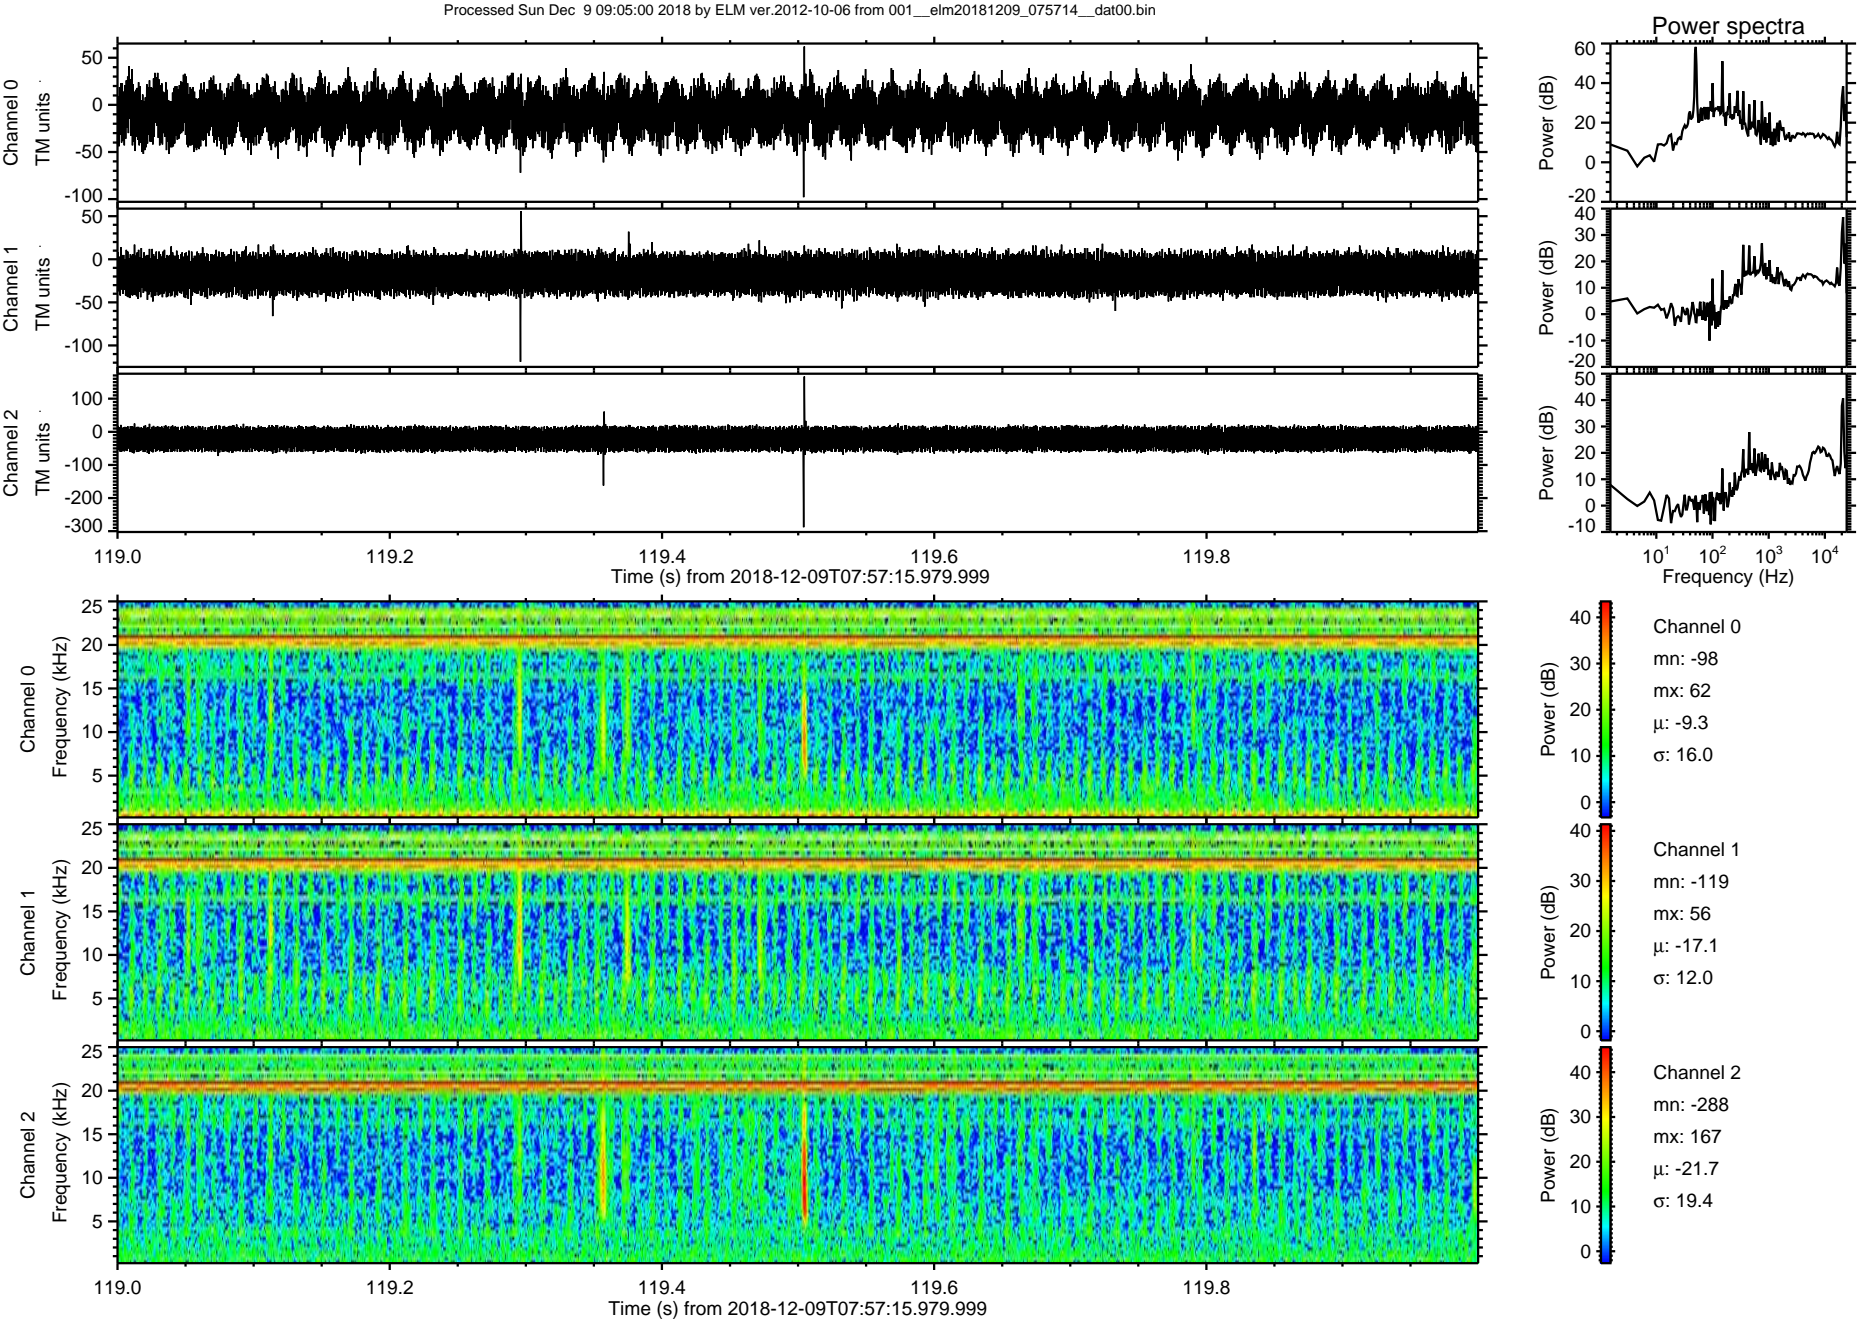 Processed Sun Dec  9 09:05:00 2018 by ELM ver.2012-10-06 from 001__elm20181209_075714__dat00.bin
Power spectra
Channel 0
TM units
50
0
-50
-100
Power (dB)
60
40
20
0
-20
Channel 1
TM units
50
0
-50
-100
Power (dB)
40
30
20
10
0
-10
-20
Channel 2
TM units
100
0
-100
-200
-300
Power (dB)
50
40
30
20
10
0
-10
119.0 119.2 119.4 119.6 119.8
Time (s) from 2018-12-09T07:57:15.979.999
10^1 10^2 10^3 10^4
Frequency (Hz)
Channel 0
Frequency (kHz)
25
20
15
10
5
Power (dB)
40
30
20
10
0
Channel 0
mn: -98
mx: 62
μ: -9.3
σ: 16.0
Channel 1
Frequency (kHz)
25
20
15
10
5
Power (dB)
40
30
20
10
0
Channel 1
mn: -119
mx: 56
μ: -17.1
σ: 12.0
Channel 2
Frequency (kHz)
25
20
15
10
5
Power (dB)
40
30
20
10
0
Channel 2
mn: -288
mx: 167
μ: -21.7
σ: 19.4
119.0 119.2 119.4 119.6 119.8
Time (s) from 2018-12-09T07:57:15.979.999